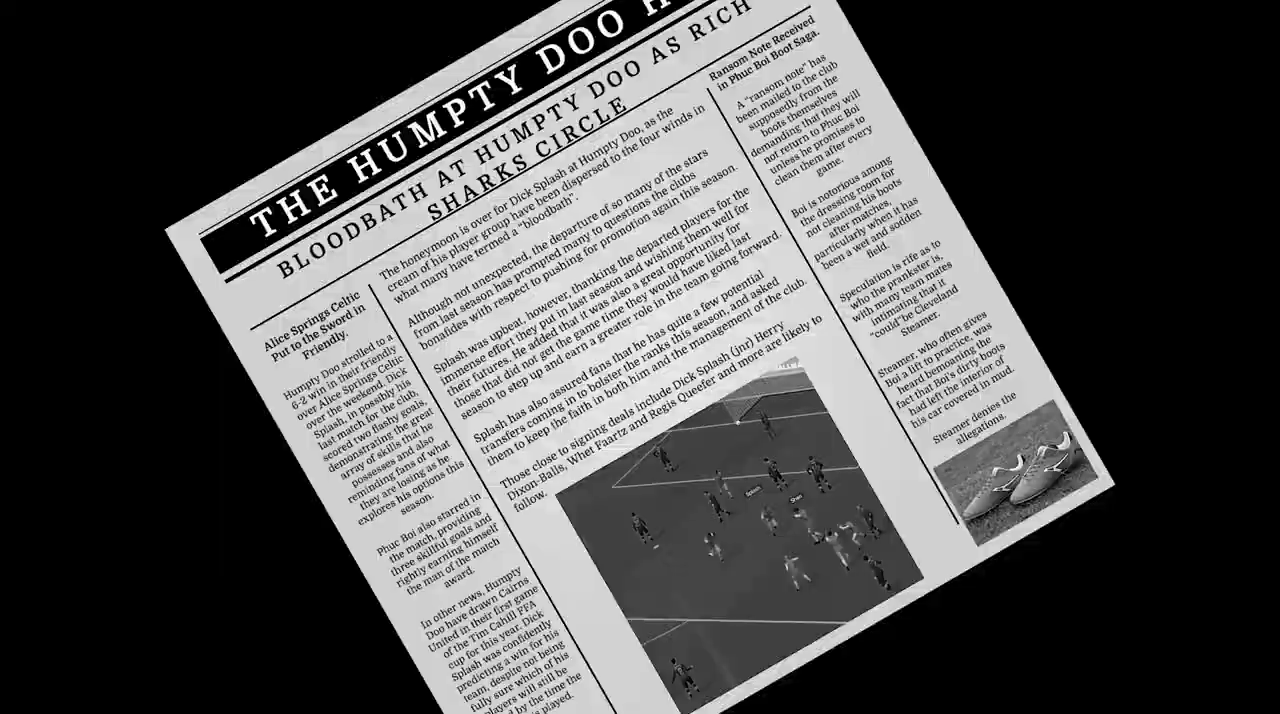 THE HUMPTY DOO
BLOODBATH AT HUMPTY DOO AS RICH
SHARKS CIRCLE
Alice Springs Celtic
Put to the Sword in
Friendly.
Humpty Doo strolled to a
6-2 win in their friendly
over Alice Springs Celtic
over the weekend. Dick
Splash, in possibly his
last match for the club,
scored two flashy goals,
demonstrating the great
array of skills that he
possesses and also
reminding fans of what
they are losing as he
explores his options this
season.
Phuc Boi also starred in
the match, providing
three skillful goals and
rightly earning himself
the man of the match
award.
In other news, Humpty
Doo have drawn Cairns
United in their first game
of the Tim Cahill FFA
cup for this year. Dick
Splash was confidently
predicting a win for his
team, despite not being
fully sure which of his
players will still be
by the time the
is played.
The honeymoon is over for Dick Splash at Humpty Doo, as the
cream of his player group have been dispersed to the four winds in
what many have termed a "bloodbath".
Although not unexpected, the departure of so many of the stars
from last season has prompted many to questions the clubs
bonafides with respect to pushing for promotion again this season.
Splash was upbeat, however, thanking the departed players for the
immense effort they put in last season and wishing them well for
their futures. He added that it was also a great opportunity for
those that did not get the game time they would have liked last
season to step up and earn a greater role in the team going forward.
Splash has also assured fans that he has quite a few potential
transfers coming in to bolster the ranks this season, and asked
them to keep the faith in both him and the management of the club.
Those close to signing deals include Dick Splash (jnr) Herry
Dixon-Balls, Whet Faartz and Regis Queefer and more are likely to
follow.
Splash
Shart
Ransom Note Received
in Phuc Boi Boot Saga.
A "ransom note" has
been mailed to the club
supposedly from the
boots themselves
demanding that they will
not return to Phuc Boi
unless he promises to
clean them after every
game.
Boi is notorious among
the dressing room for
not cleaning his boots
after matches,
particularly when it has
been a wet and sodden
field.
Speculation is rife as to
who the prankster is,
with many team mates
intimating that it
"could"be Cleveland
Steamer.
Steamer, who often gives
Boi a lift to practice, was
heard bemoaning the
fact that Boi's dirty boots
had left the interior of
his car covered in mud.
Steamer denies the
allegations.